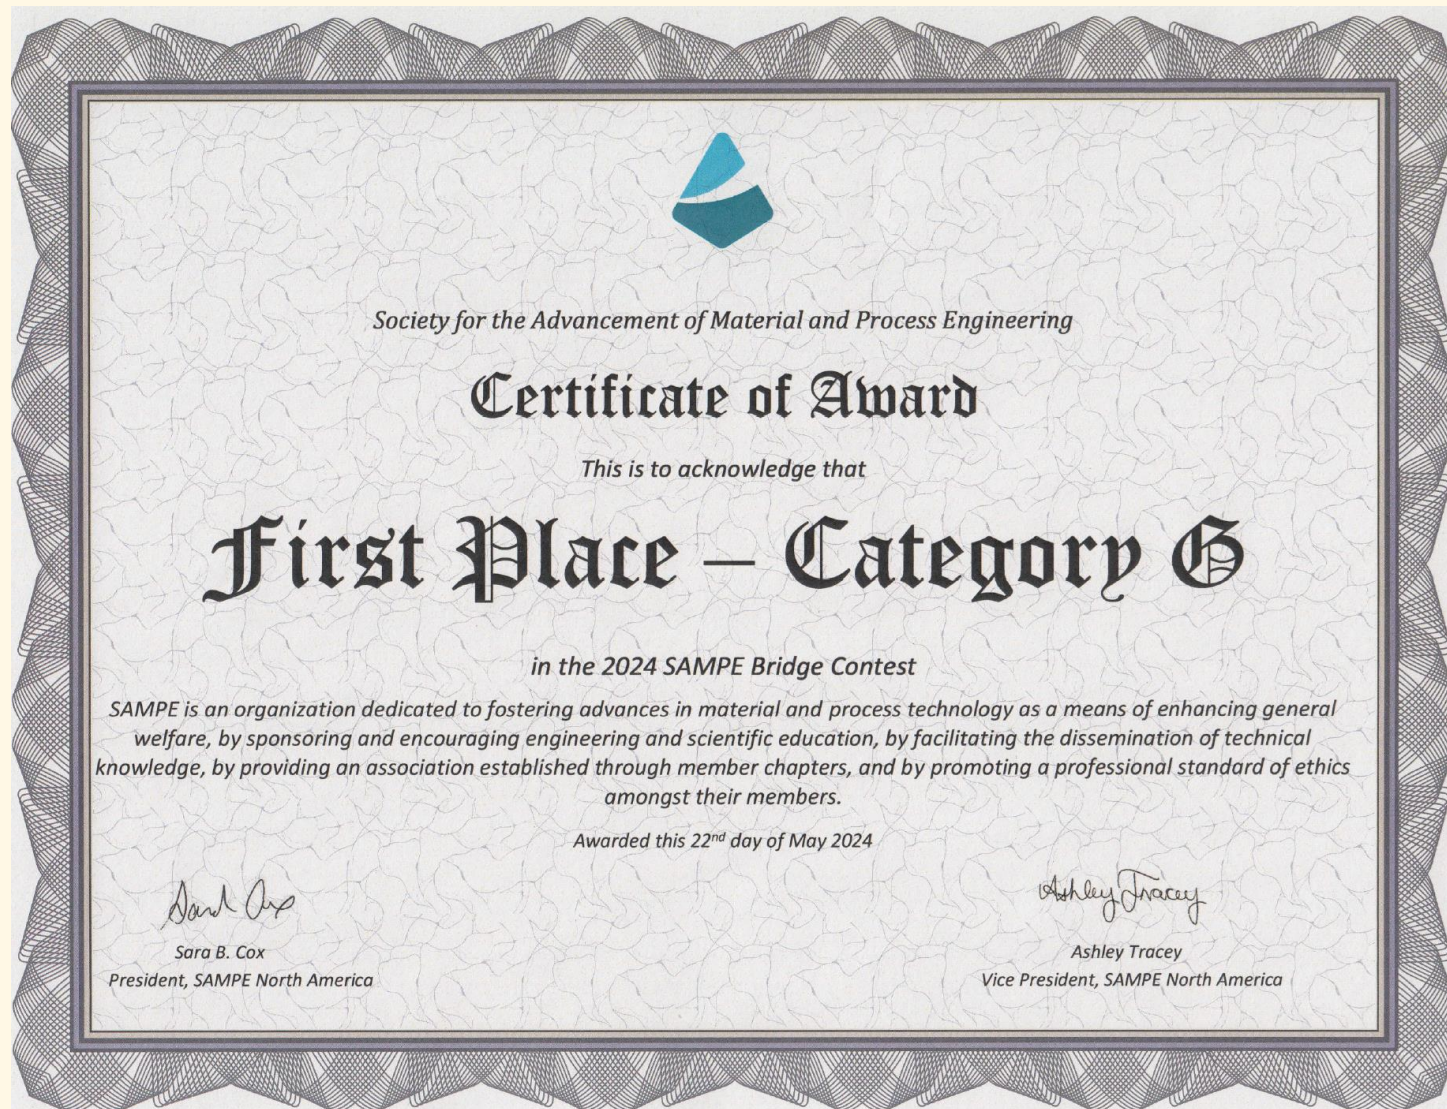 Society for the Advancement of Material and Process Engineering
Certificate of Award
This is to acknowledge that
First Place – Category G
in the 2024 SAMPE Bridge Contest
SAMPE is an organization dedicated to fostering advances in material and process technology as a means of enhancing general
welfare, by sponsoring and encouraging engineering and scientific education, by facilitating the dissemination of technical
knowledge, by providing an association established through member chapters, and by promoting a professional standard of ethics
amongst their members.
Awarded this 22nd day of May 2024
Ashley Tracey
Sara B. Cox
Ashley Tracey
President, SAMPE North America
Vice President, SAMPE North America